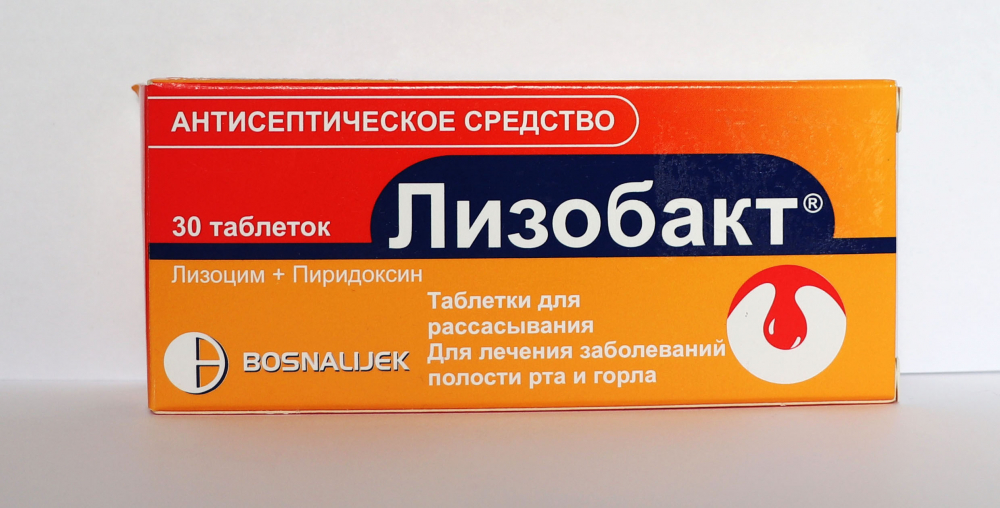 АНТИСЕПТИЧЕСКОЕ СРЕДСТВО
Лизобакт®
30 таблеток
Лизоцим + Пиридоксин
Таблетки для
рассасывания
Для лечения заболеваний
полости рта и горла
BOSNALIJEK